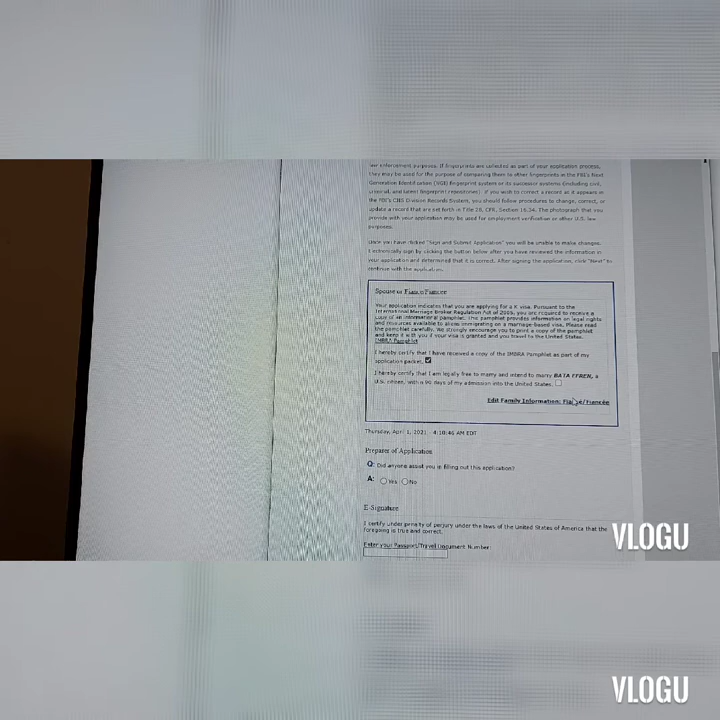 law enforcement purposes. If fingerprints are collected as part of your application process,
they may be used for the purpose of comparing them to other fingerprints in the FBI's Next
Generation Identification (NGI) fingerprint system or its successor systems (including civil,
criminal, and latent fingerprint repositories). If you wish to correct a record as it appears in
the FBI's CJIS Division Records System, you should follow procedures to change, correct, or
update a record that are set forth in Title 28, CFR, Section 16.34. The photograph that you
provide with your application may be used for employment verification or other U.S. law
purposes.
Once you have clicked "Sign and Submit Application" you will be unable to make changes.
Electronically sign by clicking the button below after you have reviewed the information in
your application and determined that it is correct. After signing the application, click "Next" to
continue with the application.
Spouse or Fiance/Fiancee
Your application indicates that you are applying for a K visa. Pursuant to the
International Marriage Broker Regulation Act of 2005, you are required to receive a
copy of an informational pamphlet. This pamphlet provides information on legal rights
and resources available to aliens immigrating on a marriage-based visa. Please read
the pamphlet carefully. We strongly encourage you to print a copy of the pamphlet
and keep it with you if your visa is granted and you travel to the United States.
IMBRA Pamphlet
I hereby certify that I have received a copy of the IMBRA Pamphlet as part of my
application packet.
I hereby certify that I am legally free to marry and intend to marry BATA EFREN, a
U.S. citizen, with a 90 days of my admission into the United States.
Edit Family Information: Fiance/Fiancée
Thursday, April 1, 2021 - 4:10:46 AM EDT
Preparer of Application
Q: Did anyone assist you in filling out this application?
A: Yes No
E-Signature
I certify under penalty of perjury under the laws of the United States of America that the
foregoing is true and correct.
Enter your Passport/Travel Document Number:
VLOGU
VLOGU